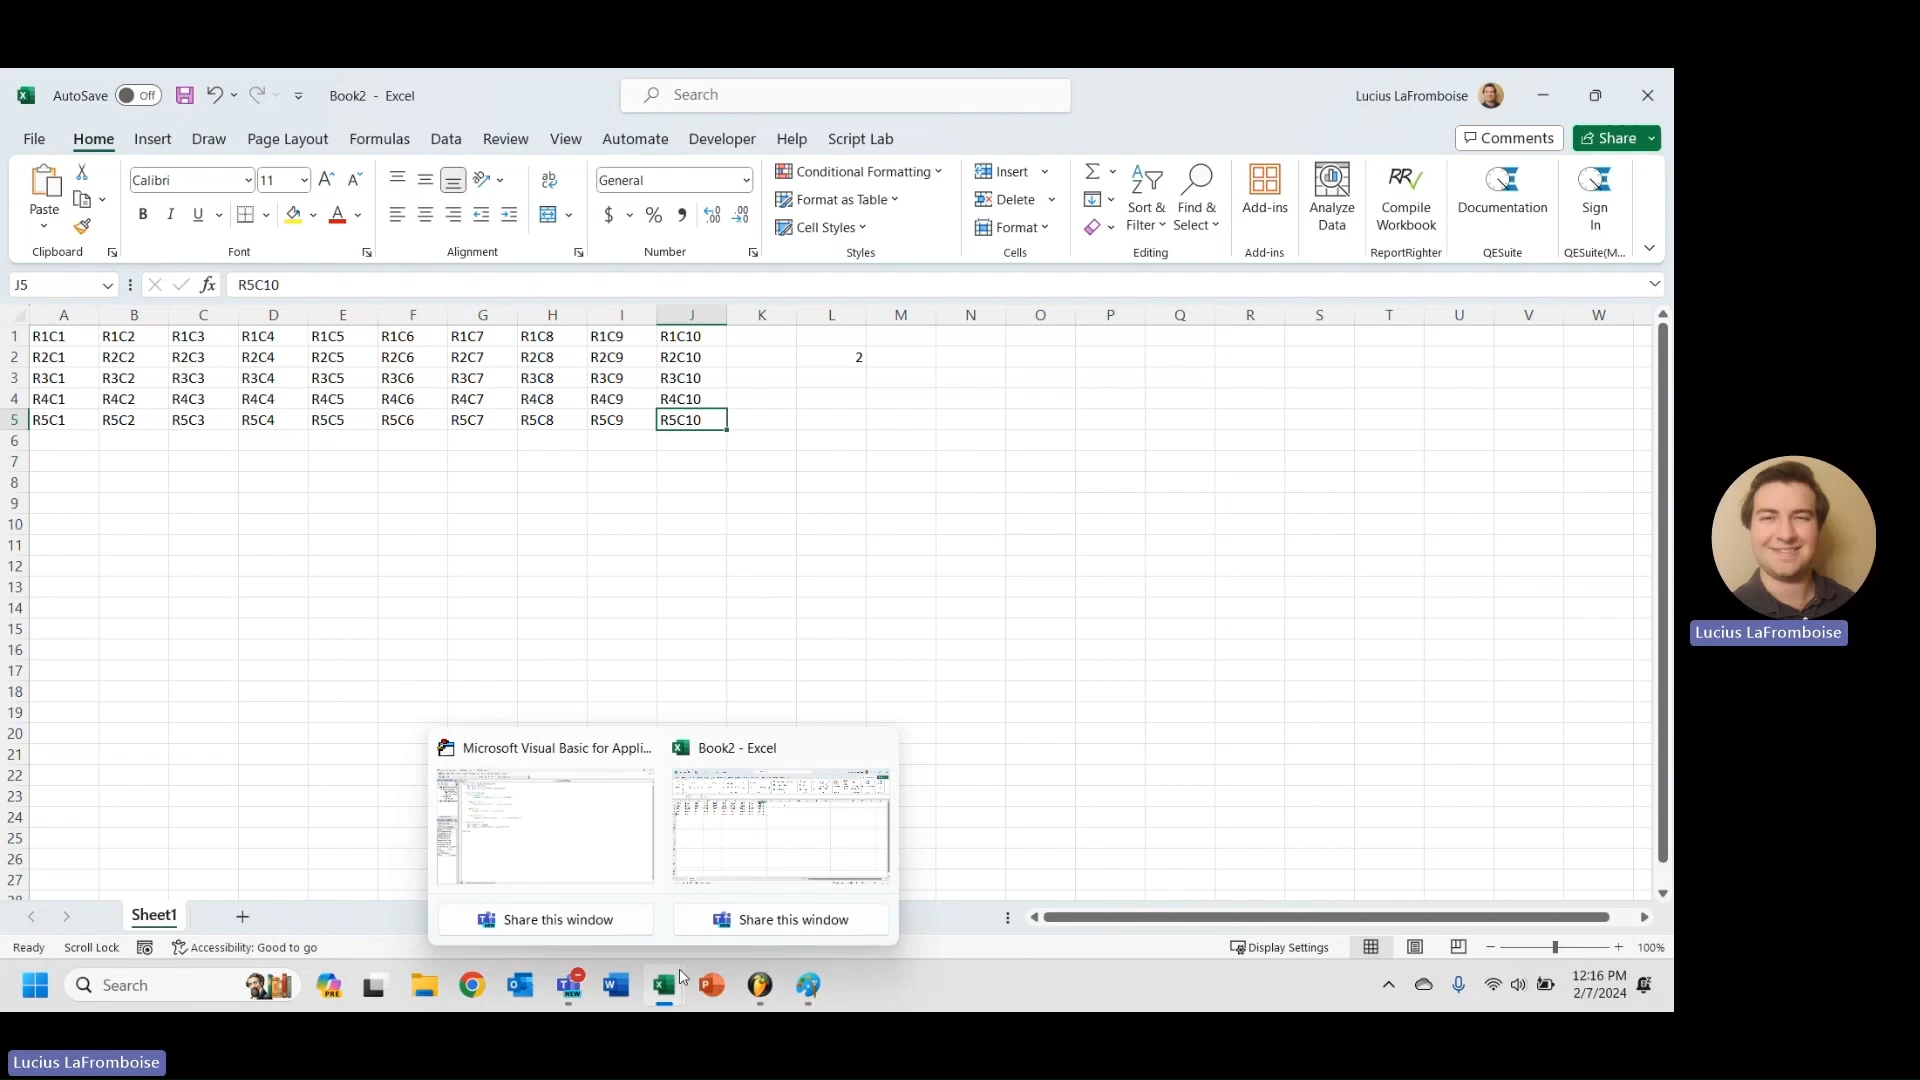 AutoSave Off Book2 - Excel Search Lucius LaFromboise
File Home Insert Draw Page Layout Formulas Data Review View Automate Developer Help Script Lab Comments Share
Paste
Clipboard
Calibri 11
B I U
Font
ab
Alignment
General
$ % .00
Number
Conditional Formatting
Format as Table
Cell Styles
Styles
Insert
Delete
Format
Cells
Sort & Filter
Find & Select
Editing
Add-ins
Add-ins
Analyze Data
Compile Workbook
ReportRighter
Documentation
QESuite
Sign In
QESuite(M...
J5 fx R5C10
A B C D E F G H I J K L M N O P Q R S T U V W
1 R1C1 R1C2 R1C3 R1C4 R1C5 R1C6 R1C7 R1C8 R1C9 R1C10
2 R2C1 R2C2 R2C3 R2C4 R2C5 R2C6 R2C7 R2C8 R2C9 R2C10 2
3 R3C1 R3C2 R3C3 R3C4 R3C5 R3C6 R3C7 R3C8 R3C9 R3C10
4 R4C1 R4C2 R4C3 R4C4 R4C5 R4C6 R4C7 R4C8 R4C9 R4C10
5 R5C1 R5C2 R5C3 R5C4 R5C5 R5C6 R5C7 R5C8 R5C9 R5C10
6
7
8
9
10
11
12
13
14
15
16
17
18
19
20
21
22
23
24
25
26
27
28
Microsoft Visual Basic for Appli... Book2 - Excel
Share this window Share this window
Sheet1
Ready Scroll Lock Accessibility: Good to go Display Settings 100%
Search PRE NEW
12:16 PM
2/7/2024
Lucius LaFromboise
Lucius LaFromboise